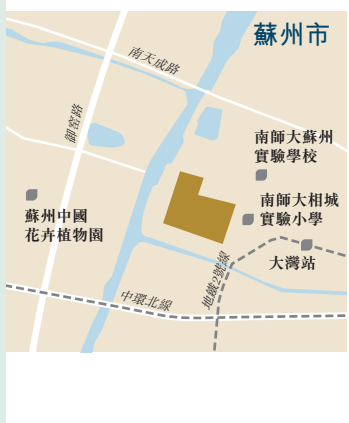 蘇州市
南天成路
御窑路
南師大蘇州
實驗學校
南師大相城
實驗小學
蘇州中國
花卉植物園
大灣站
地鐵2號線
中環北線